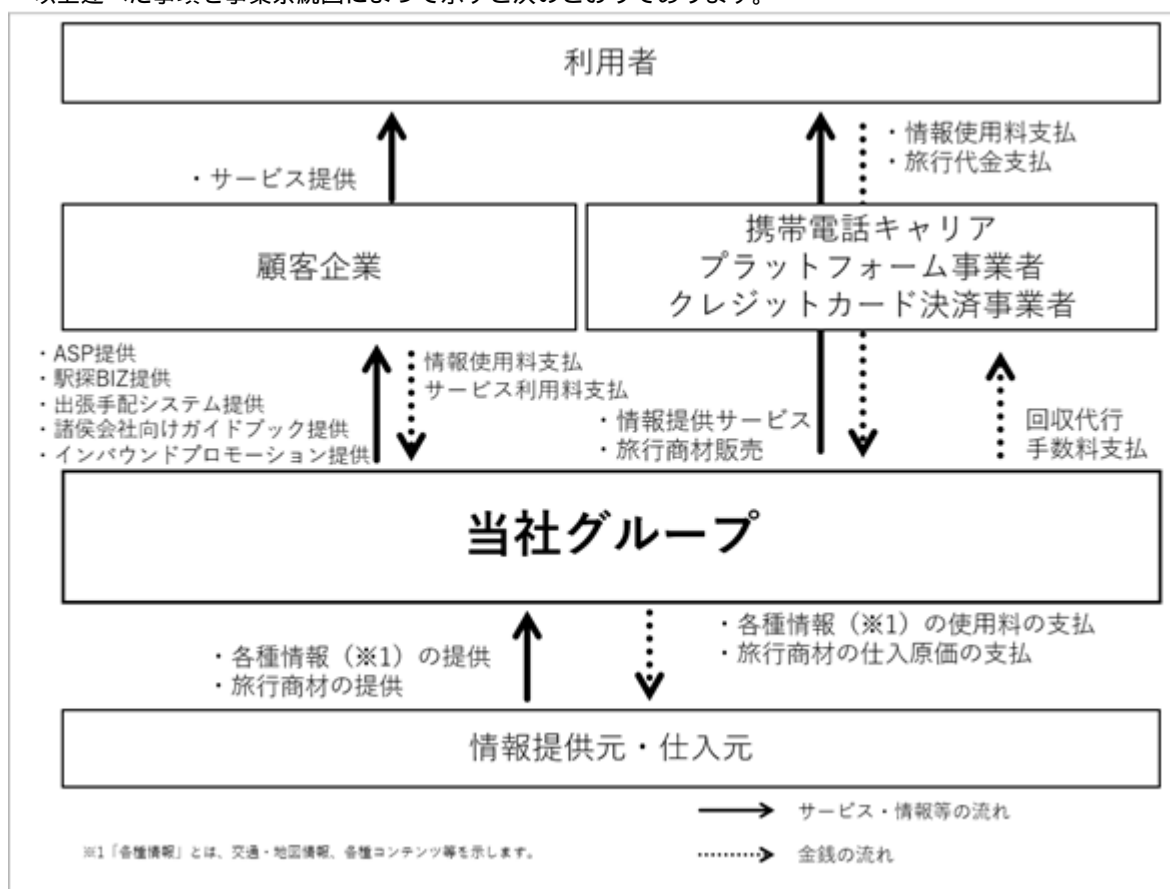 以上述べた事項を事業系統図によって示すと次のとおりであります。
利用者
・サービス提供
・情報使用料支払
・旅行代金支払
顧客企業
携帯電話キャリア
プラットフォーム事業者
クレジットカード決済事業者
・ASP提供
・駅探BIZ提供
・出張手配システム提供
・諸侯会社向けガイドブック提供
・インバウンドプロモーション提供
情報使用料支払
サービス利用料支払
・情報提供サービス
・旅行商材販売
回収代行
手数料支払
当社グループ
・各種情報（※1）の提供
・旅行商材の提供
・各種情報（※1）の使用料の支払
・旅行商材の仕入原価の支払
情報提供元・仕入元
サービス・情報等の流れ
※1「各種情報」とは、交通・地図情報、各種コンテンツ等を示します。
金銭の流れ